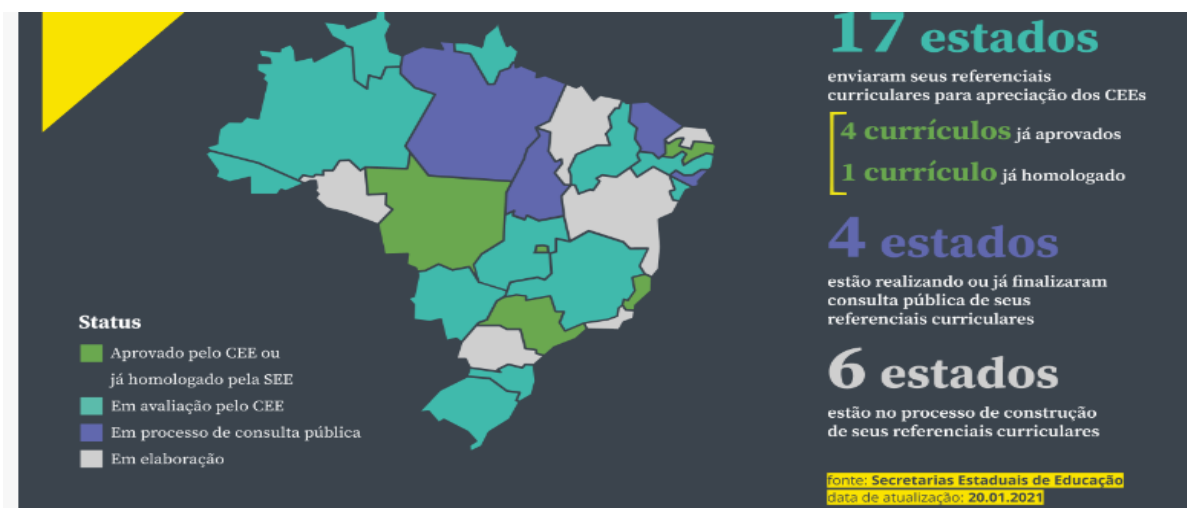 17 estados
enviaram seus referenciais
curriculares para apreciação dos CEEs
4 currículos já aprovados
1 currículo já homologado
4 estados
estão realizando ou já finalizaram
consulta pública de seus
referenciais curriculares
6 estados
estão no processo de construção
de seus referenciais curriculares
Status
Aprovado pelo CEE ou
já homologado pela SEE
Em avaliação pelo CEE
Em processo de consulta pública
Em elaboração
fonte: Secretarias Estaduais de Educação
data de atualização: 20.01.2021